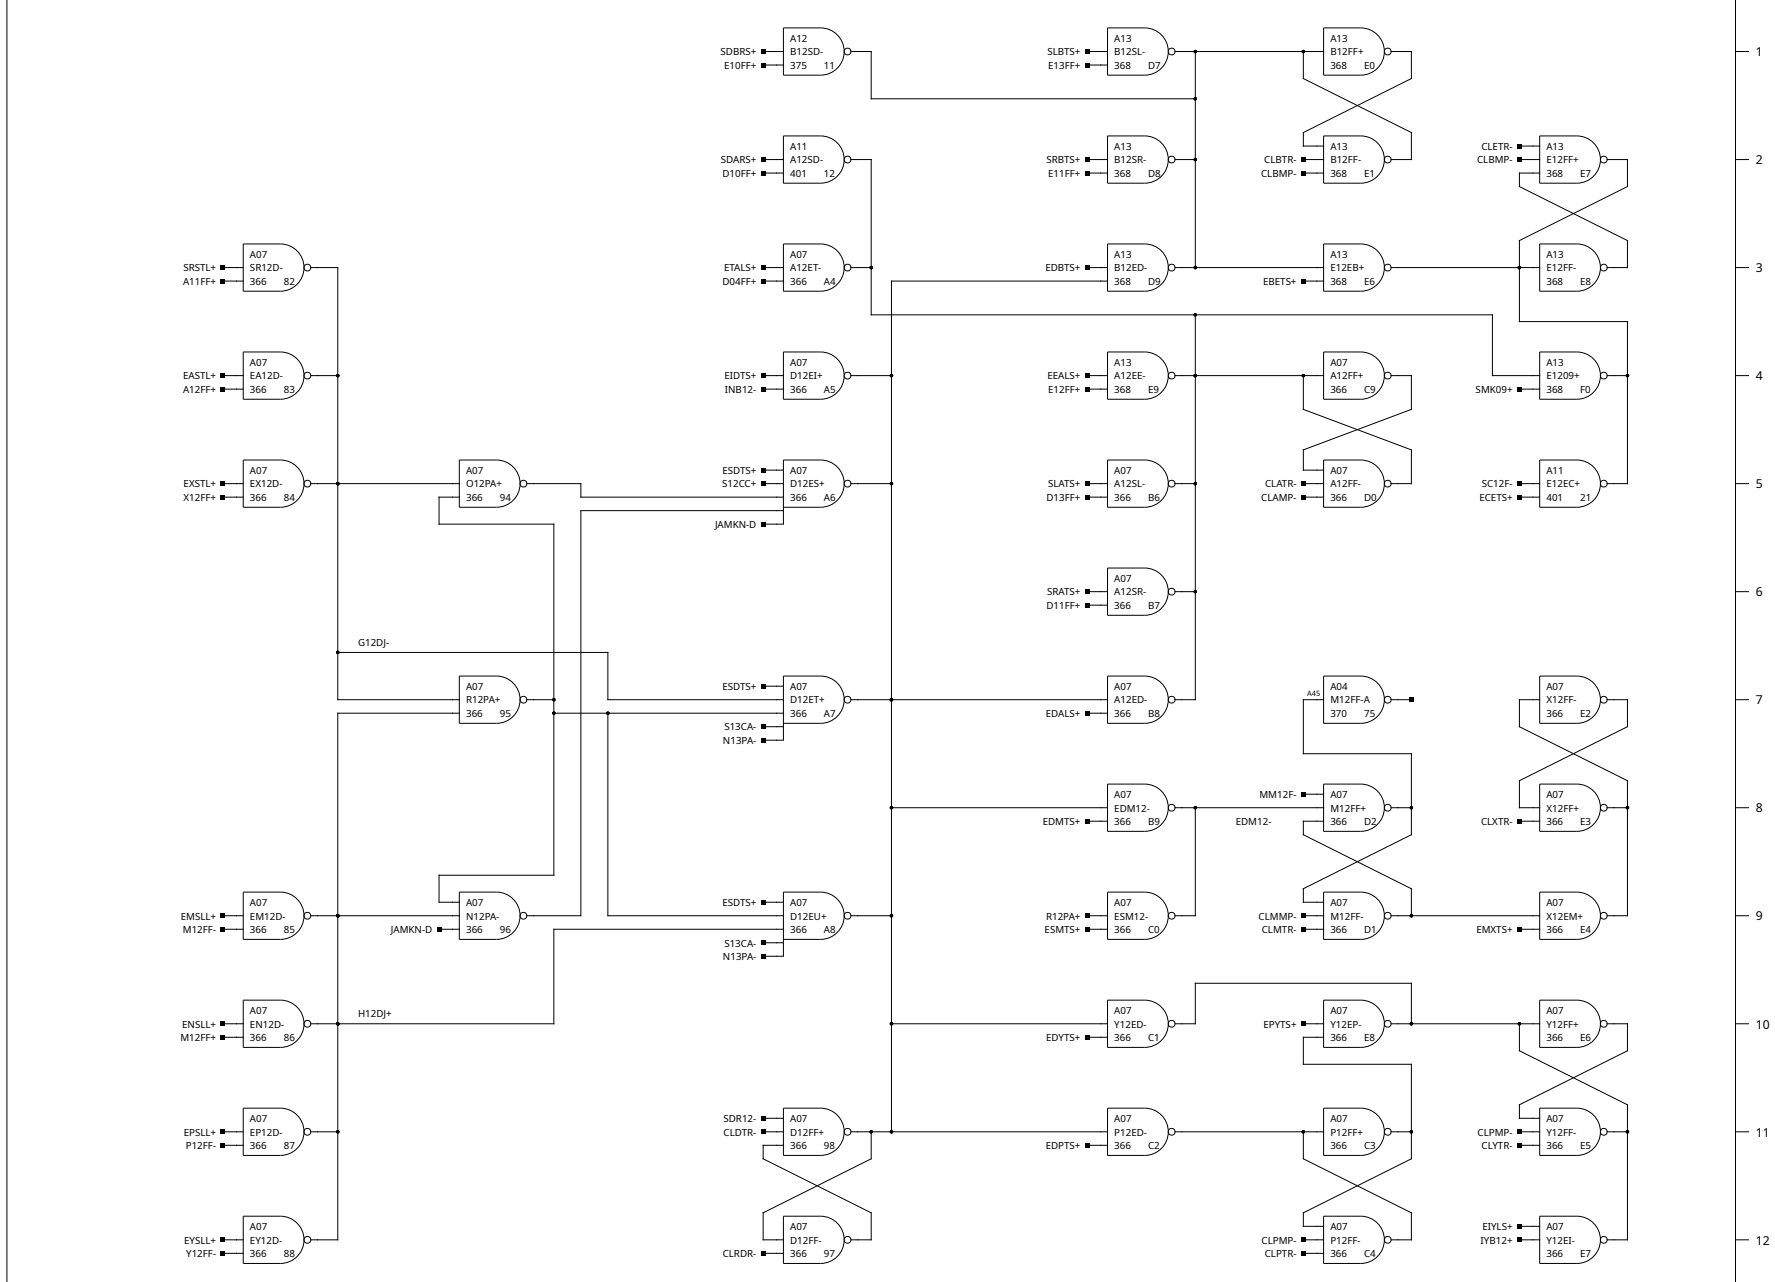 A12
SDBRS+ B12SD-
E10FF+ 375 11
A13
SLBTS+ B12SL-
E13FF+ 368 D7
A13
B12FF+
368 E0
1
A11
SDARS+ A12SD-
D10FF+ 401 12
A13
SRBTS+ B12SR-
E11FF+ 368 D8
A13
CLBTR- B12FF-
CLBMP- 368 E1
CLETR- A13
CLBMP- E12FF+
368 E7
2
A07
SRSTL+ SR12D-
A11FF+ 366 82
A07
ETALS+ A12ET-
D04FF+ 366 A4
A13
EDBTS+ B12ED-
368 D9
A13
E12EB+
EBETS+ 368 E6
A13
E12FF-
368 E8
3
A07
EASTL+ EA12D-
A12FF+ 366 83
A07
EIDTS+ D12EI+
INB12- 366 A5
A13
EEALS+ A12EE-
E12FF+ 368 E9
A07
A12FF+
366 C9
A13
E1209+
SMK09+ 368 F0
4
A07
EXSTL+ EX12D-
X12FF+ 366 84
A07
O12PA+
366 94
ESDTS+ A07
S12CC+ D12ES+
366 A6
JAMKN-D
A07
SLATS+ A12SL-
D13FF+ 366 B6
A07
CLATR- A12FF-
CLAMP- 366 D0
A11
SC12F- E12EC+
ECETS+ 401 21
5
A07
SRATS+ A12SR-
D11FF+ 366 B7
6
G12DJ-
A07
R12PA+
366 95
ESDTS+ A07
D12ET+
366 A7
S13CA-
N13PA-
A07
A12ED-
EDALS+ 366 B8
A45 A04
M12FF-A
370 75
A07
X12FF-
366 E2
7
A07
EDM12-
EDMTS+ 366 B9
MM12F- A07
M12FF+
EDM12- 366 D2
A07
X12FF+
CLXTR- 366 E3
8
A07
EMSLL+ EM12D-
M12FF- 366 85
A07
N12PA-
JAMKN-D 366 96
ESDTS+ A07
D12EU+
366 A8
S13CA-
N13PA-
A07
R12PA+ ESM12-
ESMTS+ 366 C0
A07
CLMMP- M12FF-
CLMTR- 366 D1
A07
X12EM+
EMXTS+ 366 E4
9
A07
ENSLL+ EN12D-
M12FF+ 366 86
H12DJ+
A07
Y12ED-
EDYTS+ 366 C1
A07
EPYTS+ Y12EP-
366 E8
A07
Y12FF+
366 E6
10
A07
EPSLL+ EP12D-
P12FF- 366 87
SDR12- A07
CLDTR- D12FF+
366 98
A07
P12ED-
EDPTS+ 366 C2
A07
P12FF+
366 C3
A07
CLPMP- Y12FF-
CLYTR- 366 E5
11
A07
EYSLL+ EY12D-
Y12FF- 366 88
A07
D12FF-
CLRDR- 366 97
A07
CLPMP- P12FF-
CLPTR- 366 C4
EIYLS+ A07
IYB12+ Y12EI-
366 E7
12